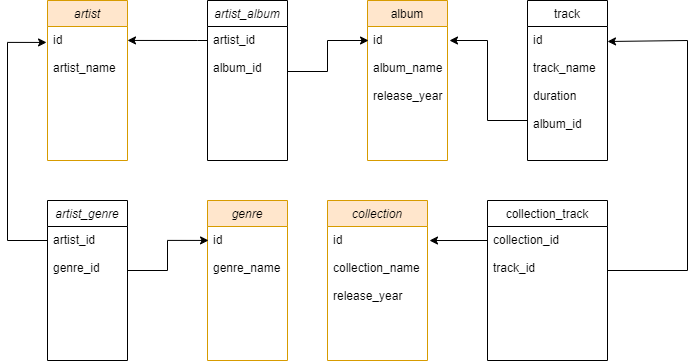 artist
id
artist_name
artist_album
artist_id
album_id
album
id
album_name
release_year
track
id
track_name
duration
album_id
artist_genre
artist_id
genre_id
genre
id
genre_name
collection
id
collection_name
release_year
collection_track
collection_id
track_id